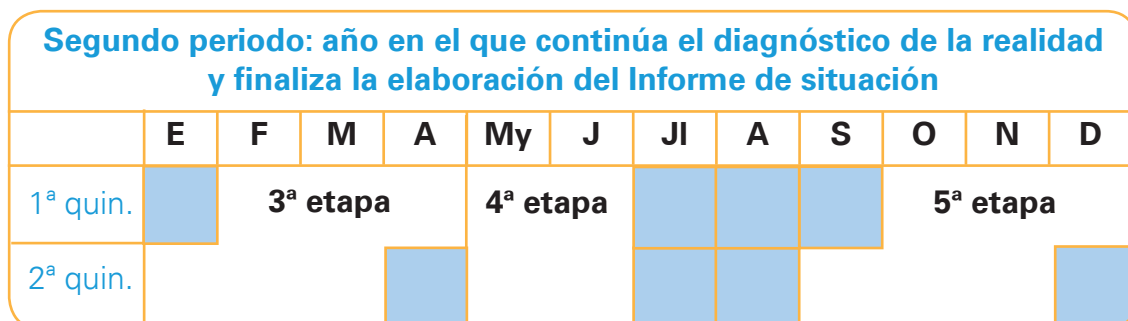 Segundo periodo: año en el que continúa el diagnóstico de la realidad
y finaliza la elaboración del Informe de situación
E F M A My J Jl A S O N D
1ª quin. 3ª etapa 4ª etapa 5ª etapa
2ª quin.